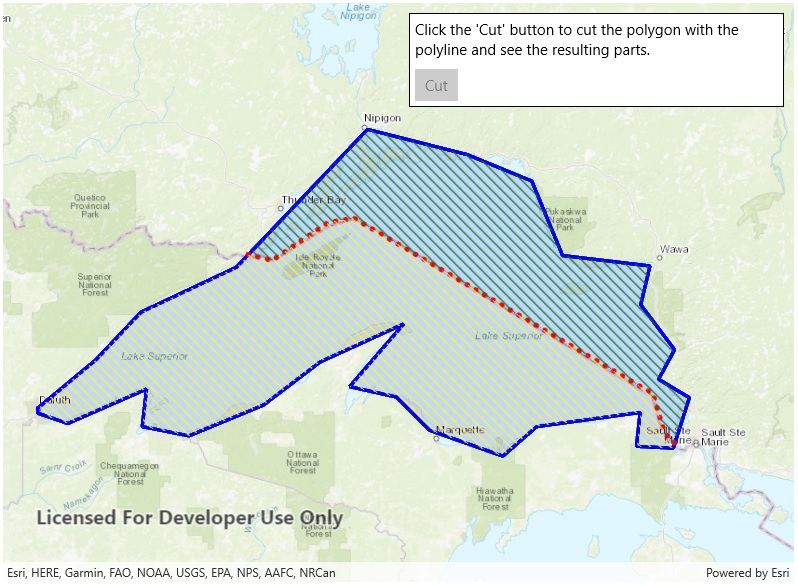 Lake
Nipigon
Click the 'Cut' button to cut the polygon with the
polyline and see the resulting parts.
Cut
Nipigon
Quetico
Provincial
Park
Thunder Bay
Pukaskwa
National
Park
Wawa
Isle Royale
National
Park
Superior
National
Forest
Lake Superior
Lake Superior
Duluth
Marquette
Sault Ste
Marie
Sault Ste
Marie
Saint Croix
Namekagon
Chequamegon
National
Forest
Ottawa
National
Forest
Hiawatha
National
Forest
Licensed For Developer Use Only
National
Forest
Esri, HERE, Garmin, FAO, NOAA, USGS, EPA, NPS, AAFC, NRCan
Powered by Esri